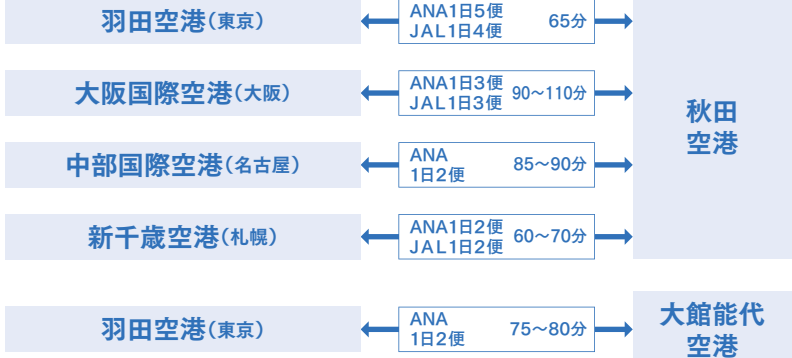 羽田空港(東京)
ANA1日5便
JAL1日4便
65分
大阪国際空港(大阪)
ANA1日3便
JAL1日3便
90〜110分
中部国際空港(名古屋)
ANA
1日2便
85〜90分
新千歳空港(札幌)
ANA1日2便
JAL1日2便
60〜70分
秋田
空港
羽田空港(東京)
ANA
1日2便
75〜80分
大館能代
空港